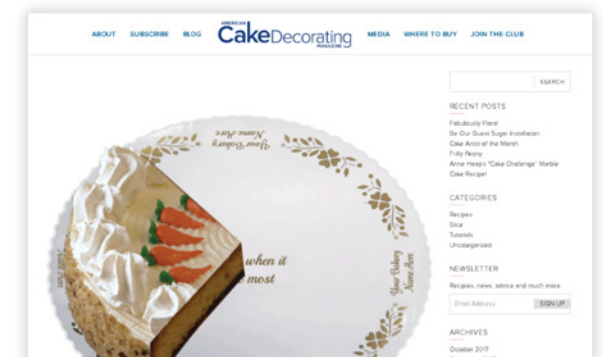 ABOUT SUBSCRIBE BLOG AMERICAN CakeDecorating MAGAZINE MEDIA WHERE TO BUY JOIN THE CLUB
SEARCH
RECENT POSTS
Fabulously Floral
Be Our Guest Sugar Installation
Cake Artist of the Month
Frilly Peony
Anne Heap's "Cake Challenge" Marble
Cake Recipe!
CATEGORIES
Recipes
Slice
Tutorials
Uncategorized
NEWSLETTER
Recipes, news, advice and much more.
Email Address SIGN UP
ARCHIVES
October 2017
Your Bakery
Name Here
when it
most
Your Bakery
Name Here